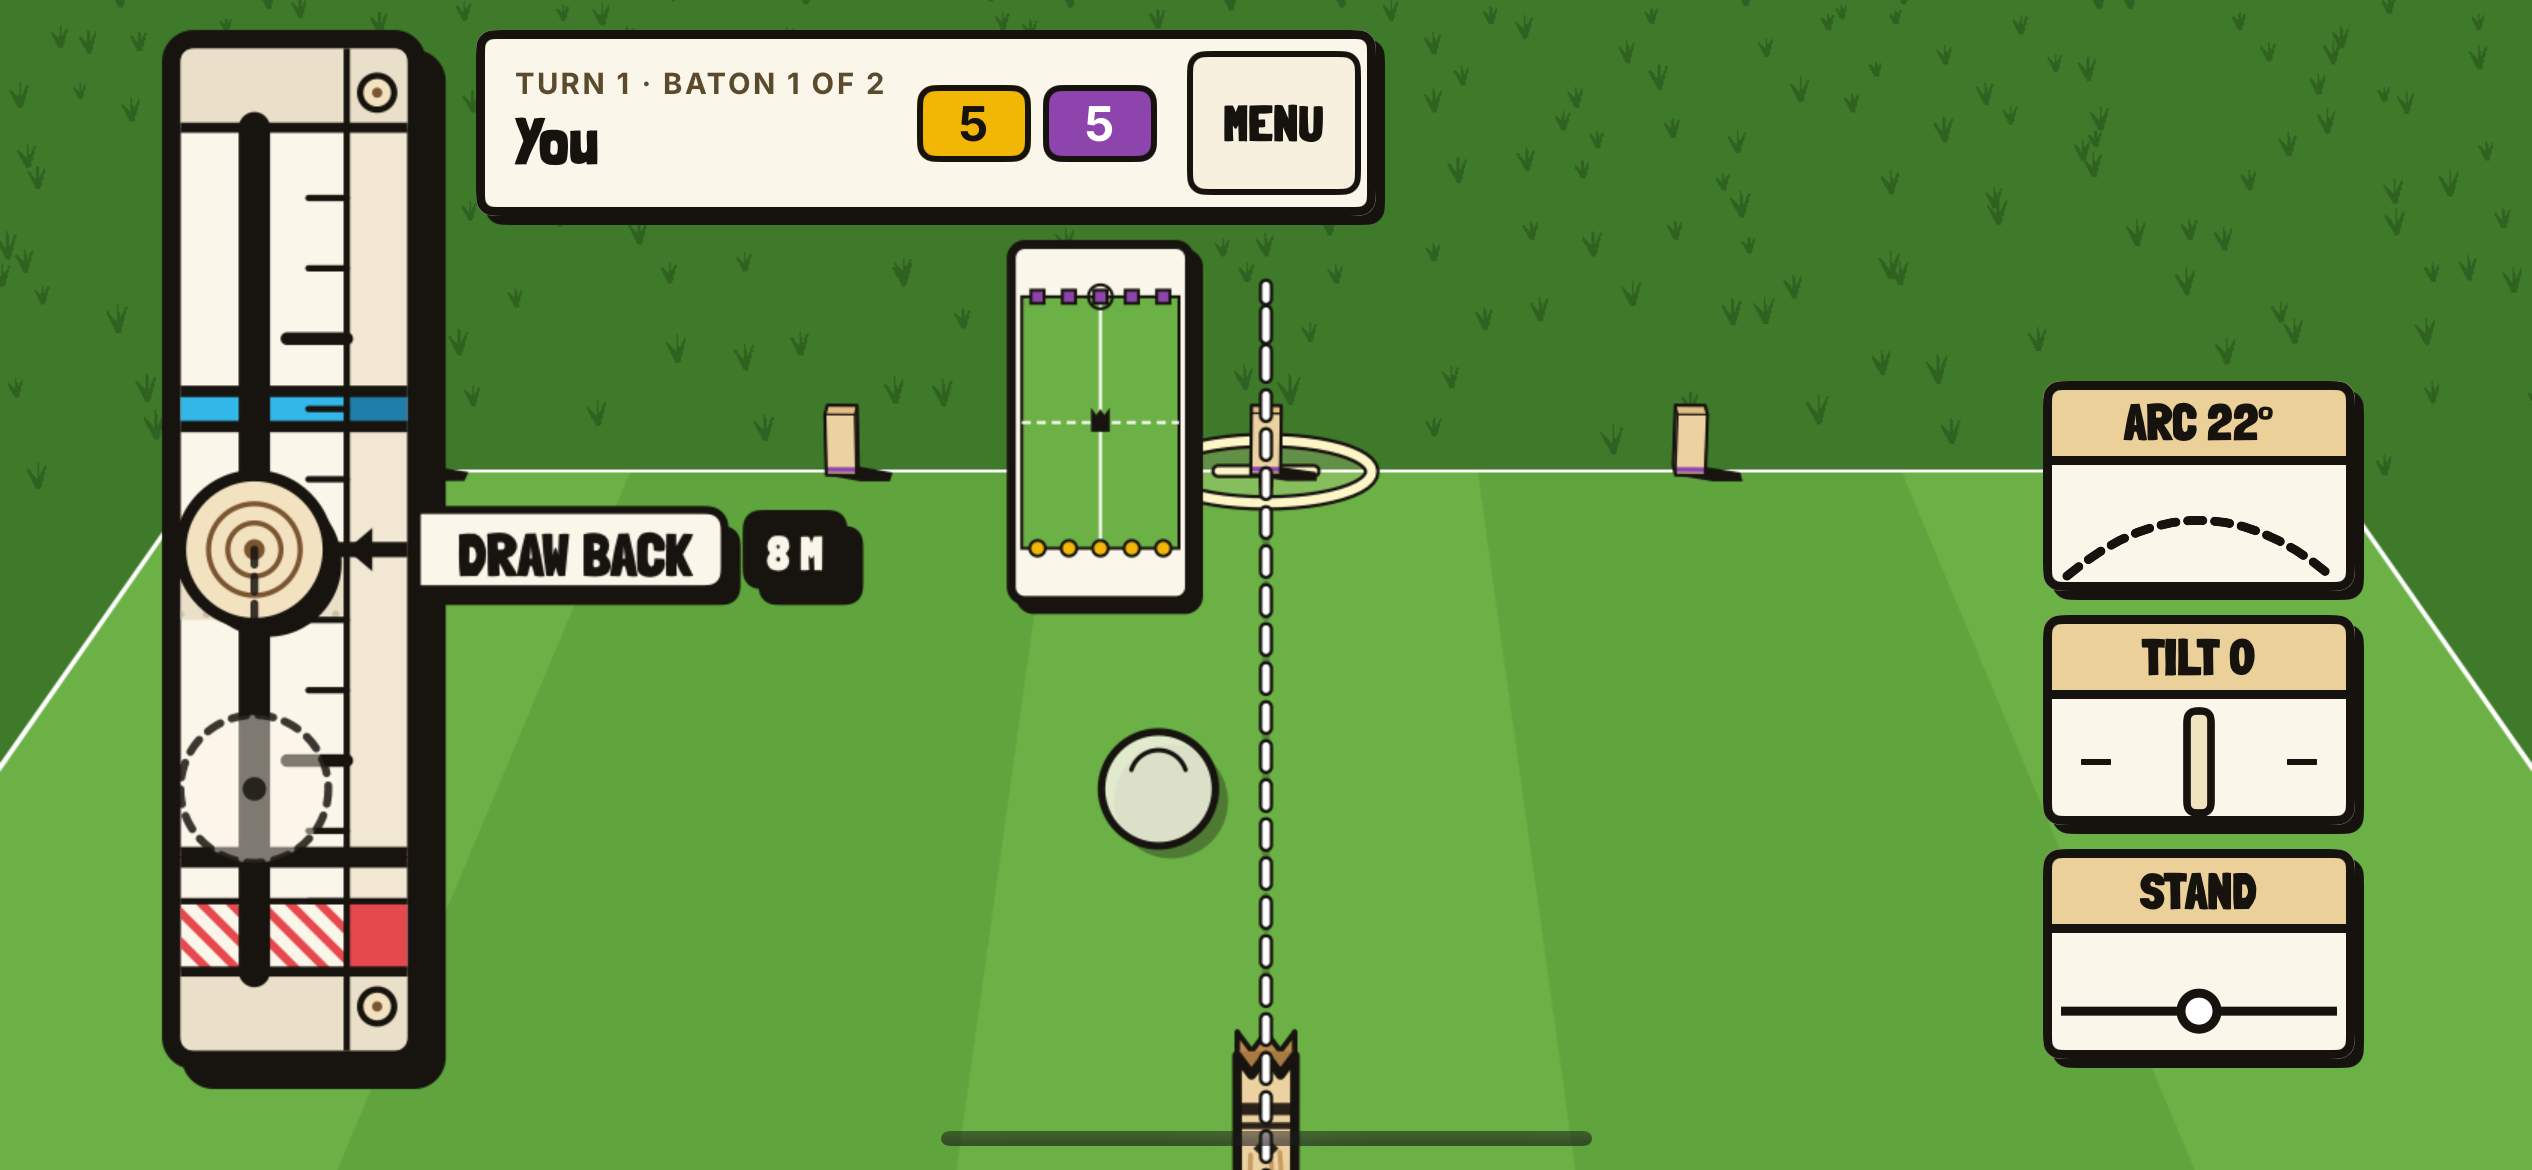 TURN 1 · BATON 1 OF 2
You
5
5
MENU
DRAW BACK
8 M
ARC 22°
TILT 0
STAND